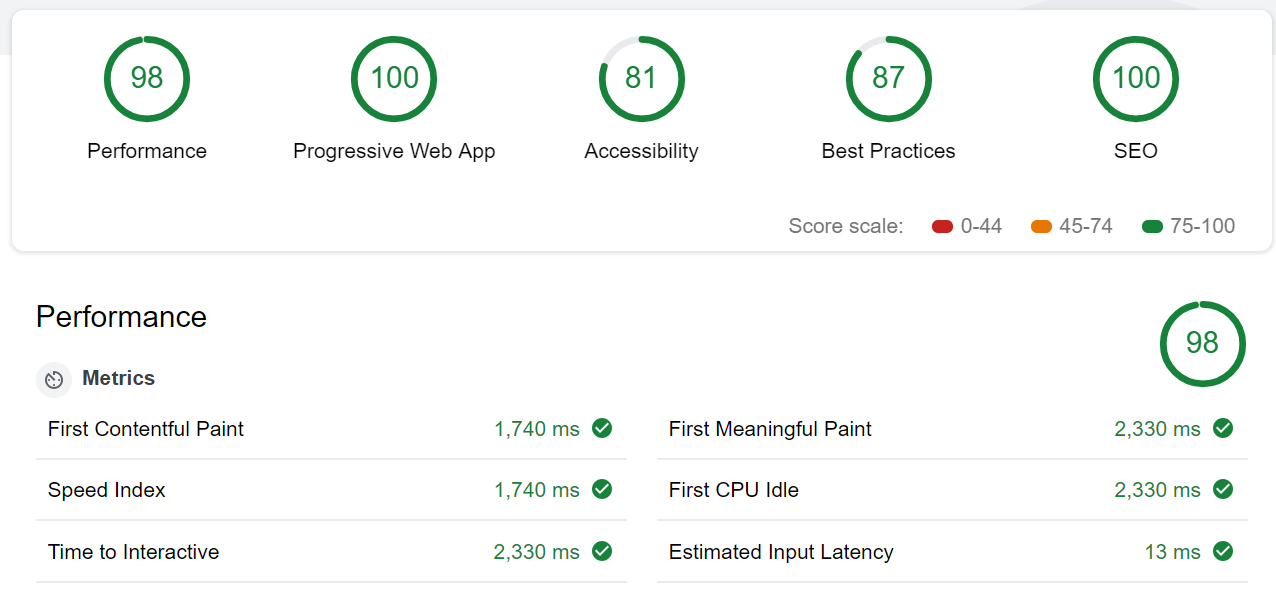 98 100 81 87 100
Performance Progressive Web App Accessibility Best Practices SEO
Score scale: 0-44 45-74 75-100
Performance 98
Metrics
First Contentful Paint 1,740 ms First Meaningful Paint 2,330 ms
Speed Index 1,740 ms First CPU Idle 2,330 ms
Time to Interactive 2,330 ms Estimated Input Latency 13 ms